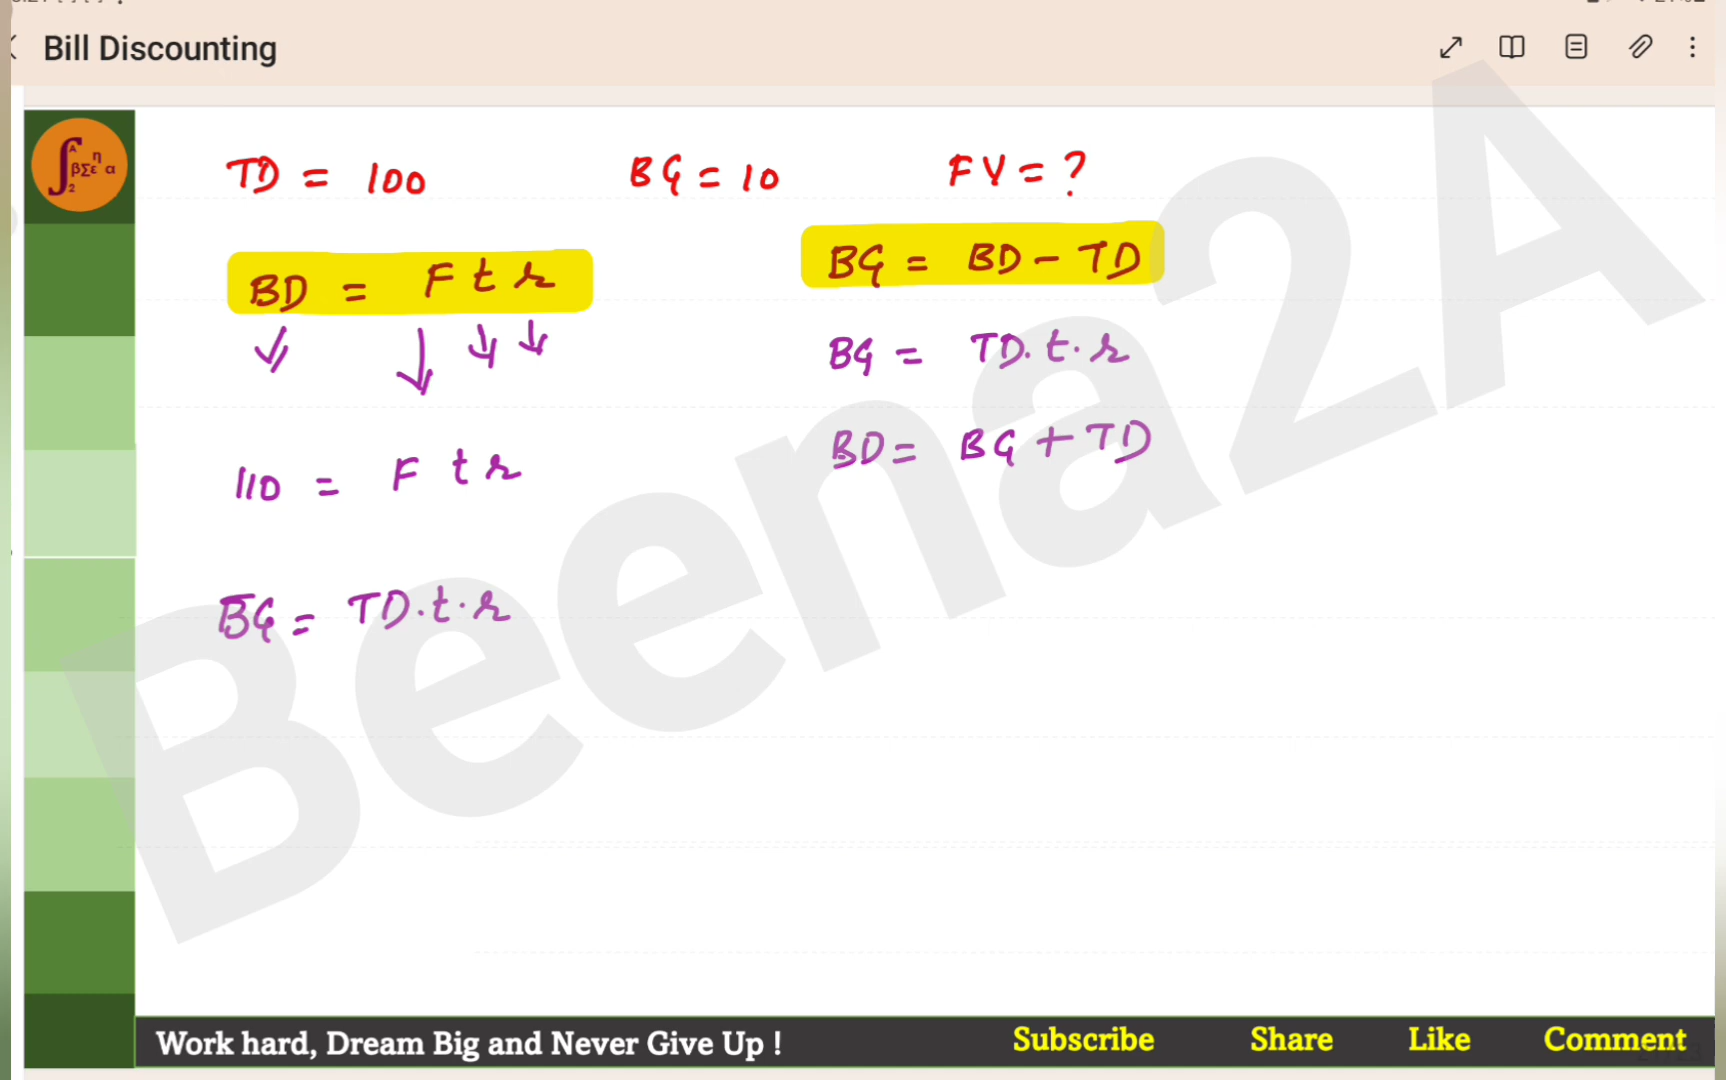 Bill Discounting
TD = 100 BG = 10 FV = ?
BD = F t r BG = BD - TD
BG = TD. t. r
BD = BG + TD
110 = F t r
BG = TD. t. r
Beena2A
Work hard, Dream Big and Never Give Up ! Subscribe Share Like Comment